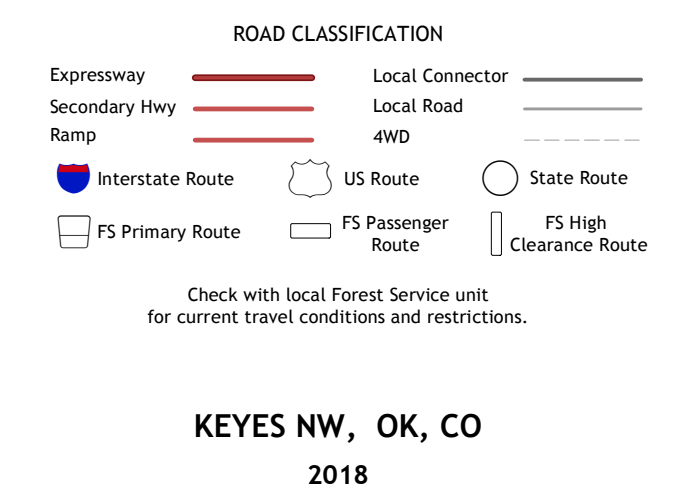 ROAD CLASSIFICATION
Expressway
Local Connector
Secondary Hwy
Local Road
Ramp
4WD
Interstate Route
US Route
State Route
FS Primary Route
FS Passenger
Route
FS High
Clearance Route
Check with local Forest Service unit
for current travel conditions and restrictions.
KEYES NW, OK, CO
2018